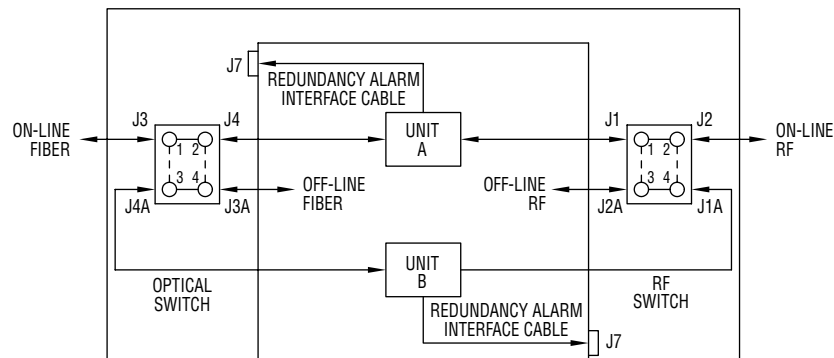 J7
REDUNDANCY ALARM
INTERFACE CABLE
ON-LINE
FIBER
J3
J4
UNIT
A
J1
J2
ON-LINE
RF
1 2
3 4
1 2
3 4
J4A
J3A
OFF-LINE
FIBER
OFF-LINE
RF
J2A
J1A
OPTICAL
SWITCH
UNIT
B
RF
SWITCH
REDUNDANCY ALARM
INTERFACE CABLE
J7